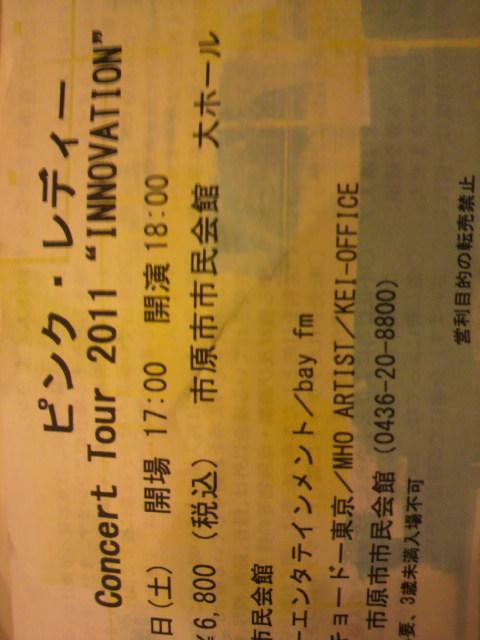 ピンク・レディー
Concert Tour 2011 “INNOVATION”
日(土) 開場 17:00 開演 18:00
¥6,800 (税込) 市原市市民会館 大ホール
市民会館
ーエンタテインメント/bay fm
ョードー東京/MHO ARTIST/KEI-OFFICE
市原市市民会館 (0436-20-8800)
要、3歳未満入場不可
営利目的の転売禁止